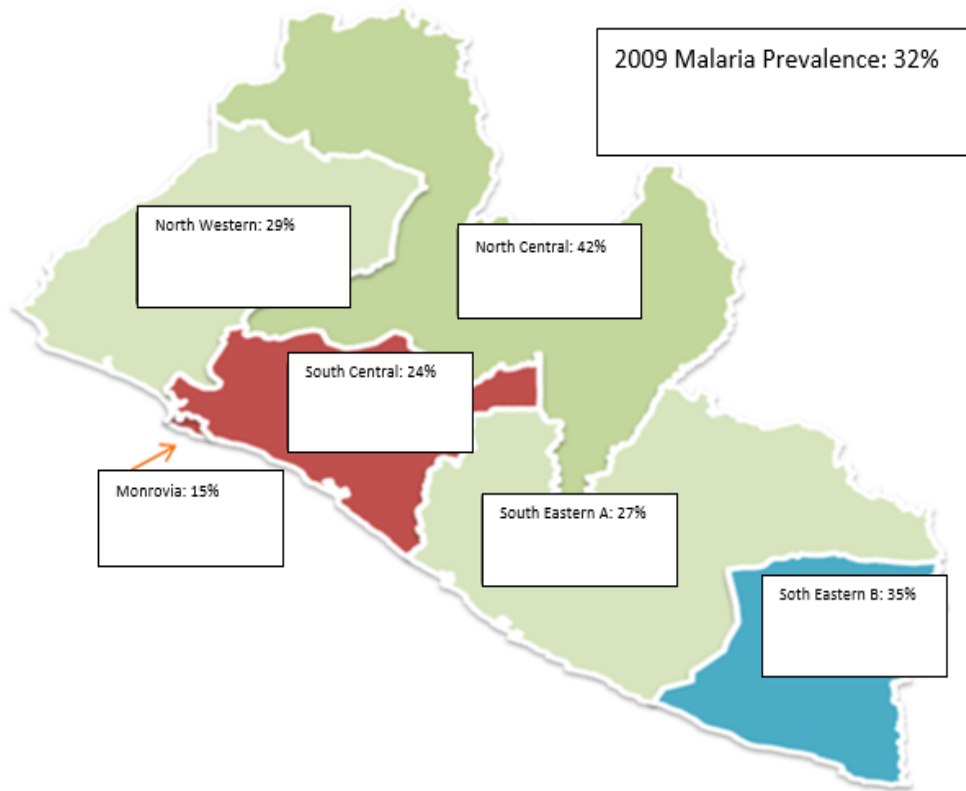 2009 Malaria Prevalence: 32%
North Western: 29%
North Central: 42%
South Central: 24%
Monrovia: 15%
South Eastern A: 27%
Soth Eastern B: 35%